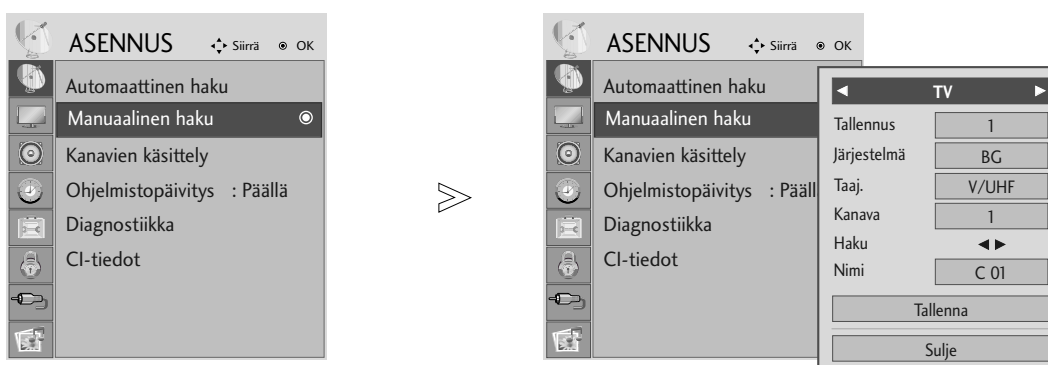 ASENNUS Siirrä OK
Automaattinen haku
Manuaalinen haku
Kanavien käsittely
Ohjelmistopäivitys : Päällä
Diagnostiikka
CI-tiedot
ASENNUS Siirrä OK
Automaattinen haku
Manuaalinen haku
Kanavien käsittely
Ohjelmistopäivitys : Pääll
Diagnostiikka
CI-tiedot
TV
Tallennus 1
Järjestelmä BG
Taaj. V/UHF
Kanava 1
Haku
Nimi C 01
Tallenna
Sulje